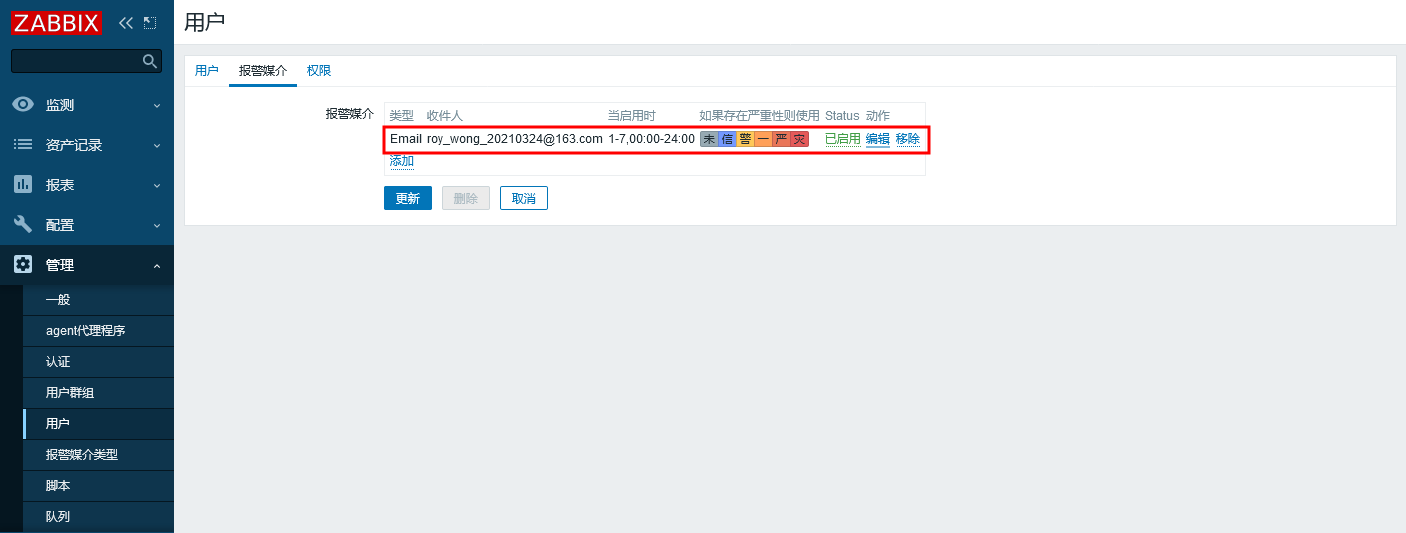 ZABBIX
用户
监测
资产记录
报表
配置
管理
一般
agent代理程序
认证
用户群组
用户
报警媒介类型
脚本
队列
用户 报警媒介 权限
报警媒介
类型 收件人 当启用时 如果存在严重性则使用 Status 动作
Email roy_wong_20210324@163.com 1-7,00:00-24:00 未 信 警 一 严 灾 已启用 编辑 移除
添加
更新 删除 取消